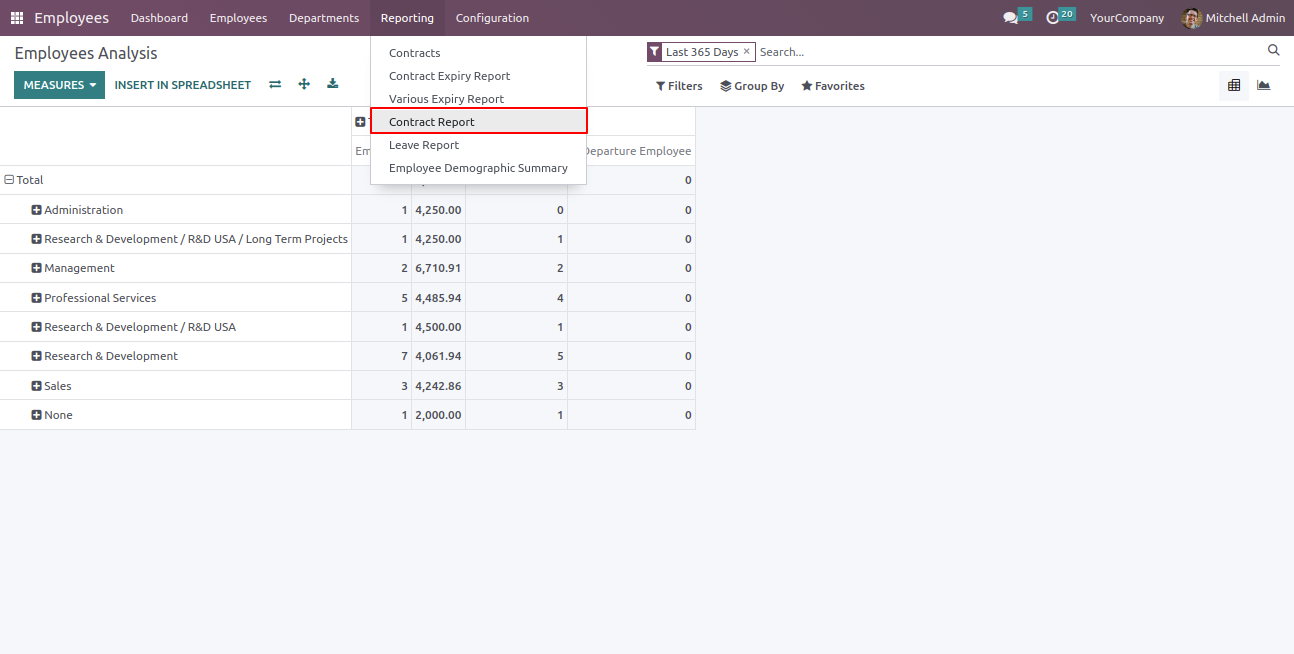 Employees Dashboard Employees Departments Reporting Configuration 5 20 YourCompany Mitchell Admin
Employees Analysis
Last 365 Days × Search...
MEASURES INSERT IN SPREADSHEET
Filters Group By Favorites
Contracts
Contract Expiry Report
Various Expiry Report
Contract Report
Leave Report
Employee Demographic Summary
Departure Employee
Total 0
Administration 1 4,250.00 0 0
Research & Development / R&D USA / Long Term Projects 1 4,250.00 1 0
Management 2 6,710.91 2 0
Professional Services 5 4,485.94 4 0
Research & Development / R&D USA 1 4,500.00 1 0
Research & Development 7 4,061.94 5 0
Sales 3 4,242.86 3 0
None 1 2,000.00 1 0